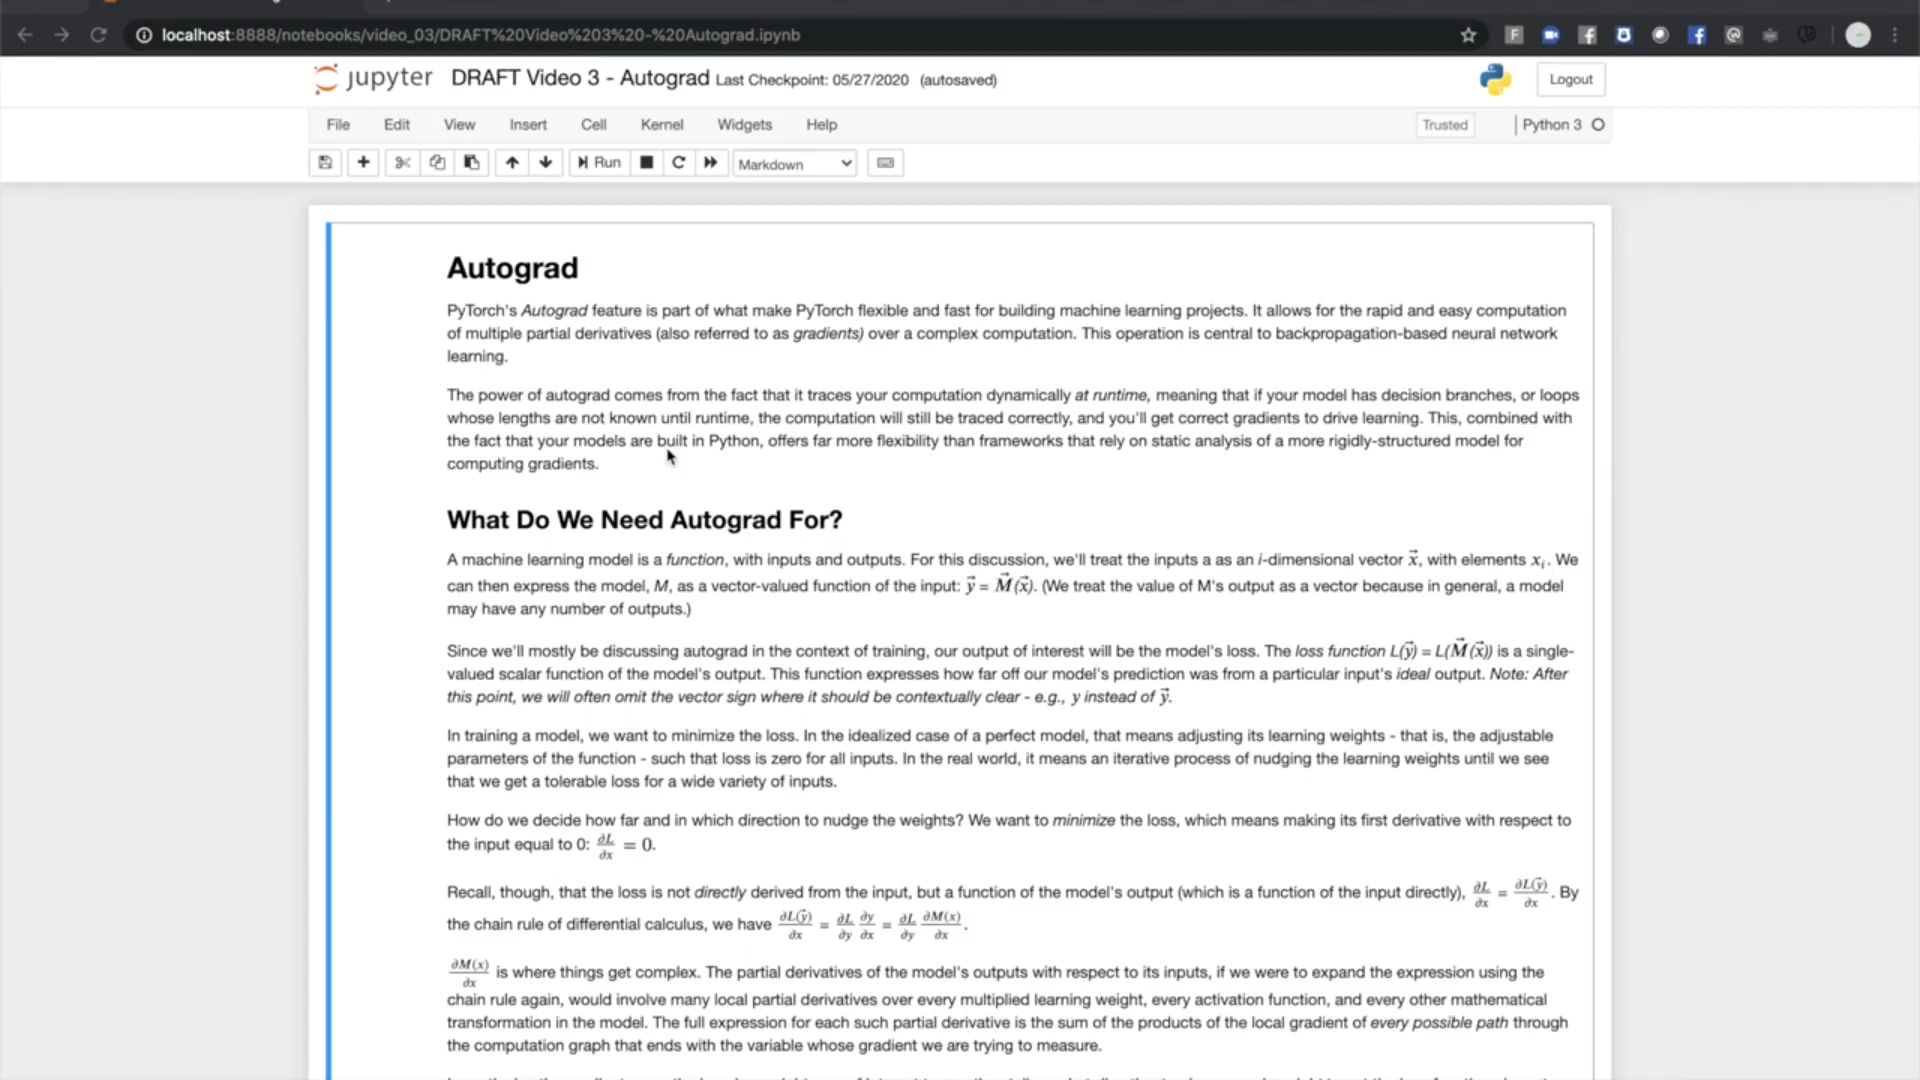 localhost:8888/notebooks/video_03/DRAFT%20Video%203%20-%20Autograd.ipynb
jupyter DRAFT Video 3 - Autograd Last Checkpoint: 05/27/2020 (autosaved)
Logout
File Edit View Insert Cell Kernel Widgets Help
Trusted Python 3
Run Markdown
Autograd
PyTorch's Autograd feature is part of what make PyTorch flexible and fast for building machine learning projects. It allows for the rapid and easy computation
of multiple partial derivatives (also referred to as gradients) over a complex computation. This operation is central to backpropagation-based neural network
learning.
The power of autograd comes from the fact that it traces your computation dynamically at runtime, meaning that if your model has decision branches, or loops
whose lengths are not known until runtime, the computation will still be traced correctly, and you'll get correct gradients to drive learning. This, combined with
the fact that your models are built in Python, offers far more flexibility than frameworks that rely on static analysis of a more rigidly-structured model for
computing gradients.
What Do We Need Autograd For?
A machine learning model is a function, with inputs and outputs. For this discussion, we'll treat the inputs a as an i-dimensional vector x⃗, with elements xᵢ. We
can then express the model, M, as a vector-valued function of the input: y⃗ = M⃗(x⃗). (We treat the value of M's output as a vector because in general, a model
may have any number of outputs.)
Since we'll mostly be discussing autograd in the context of training, our output of interest will be the model's loss. The loss function L(y⃗) = L(M⃗(x⃗)) is a single-
valued scalar function of the model's output. This function expresses how far off our model's prediction was from a particular input's ideal output. Note: After
this point, we will often omit the vector sign where it should be contextually clear - e.g., y instead of y⃗.
In training a model, we want to minimize the loss. In the idealized case of a perfect model, that means adjusting its learning weights - that is, the adjustable
parameters of the function - such that loss is zero for all inputs. In the real world, it means an iterative process of nudging the learning weights until we see
that we get a tolerable loss for a wide variety of inputs.
How do we decide how far and in which direction to nudge the weights? We want to minimize the loss, which means making its first derivative with respect to
the input equal to 0: ∂L/∂x = 0.
Recall, though, that the loss is not directly derived from the input, but a function of the model's output (which is a function of the input directly), ∂L/∂x = ∂L(y⃗)/∂x. By
the chain rule of differential calculus, we have ∂L(y⃗)/∂x = ∂L/∂y ∂y/∂x = ∂L/∂y ∂M(x)/∂x.
∂M(x)/∂x is where things get complex. The partial derivatives of the model's outputs with respect to its inputs, if we were to expand the expression using the
chain rule again, would involve many local partial derivatives over every multiplied learning weight, every activation function, and every other mathematical
transformation in the model. The full expression for each such partial derivative is the sum of the products of the local gradient of every possible path through
the computation graph that ends with the variable whose gradient we are trying to measure.